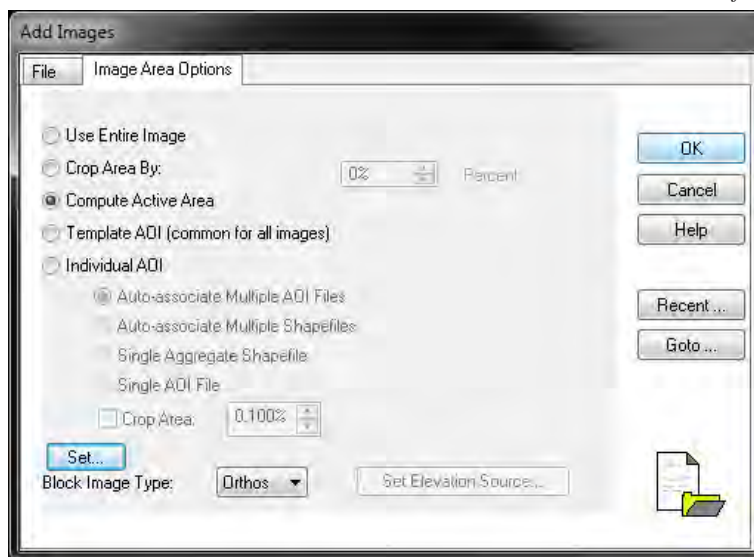 Add Images
File
Image Area Options
Use Entire Image
Crop Area By:
0%
Percent
Compute Active Area
Template AOI (common for all images)
Individual AOI
Auto-associate Multiple AOI Files
Auto-associate Multiple Shapefiles
Single Aggregate Shapefile
Single AOI File
Crop Area:
0.100%
Set...
Block Image Type:
Orthos
Set Elevation Source...
OK
Cancel
Help
Recent ...
Goto ...